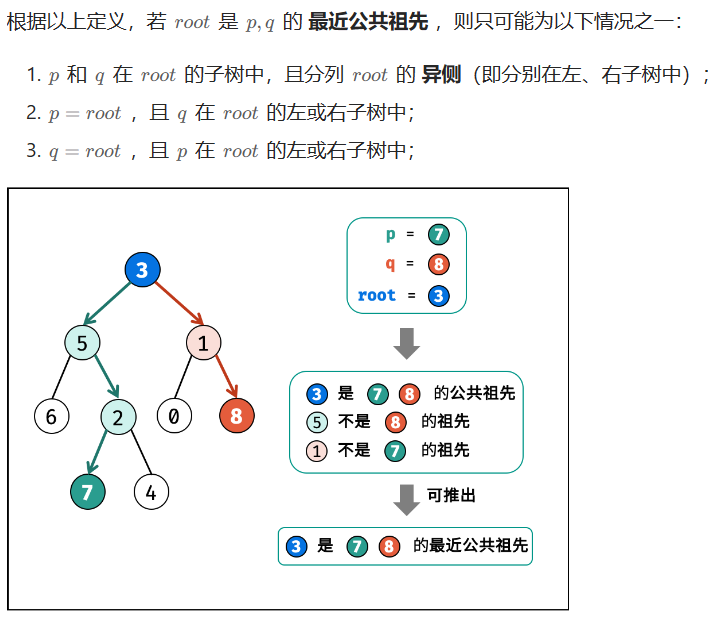 根据以上定义，若 root 是 p, q 的 最近公共祖先 ，则只可能为以下情况之一：
1. p 和 q 在 root 的子树中，且分列 root 的 异侧（即分别在左、右子树中）；
2. p = root ，且 q 在 root 的左或右子树中；
3. q = root ，且 p 在 root 的左或右子树中；
p = 7
q = 8
root = 3
3
5 1
6 2 0 8
7 4
3 是 7 8 的公共祖先
5 不是 8 的祖先
1 不是 7 的祖先
可推出
3 是 7 8 的最近公共祖先